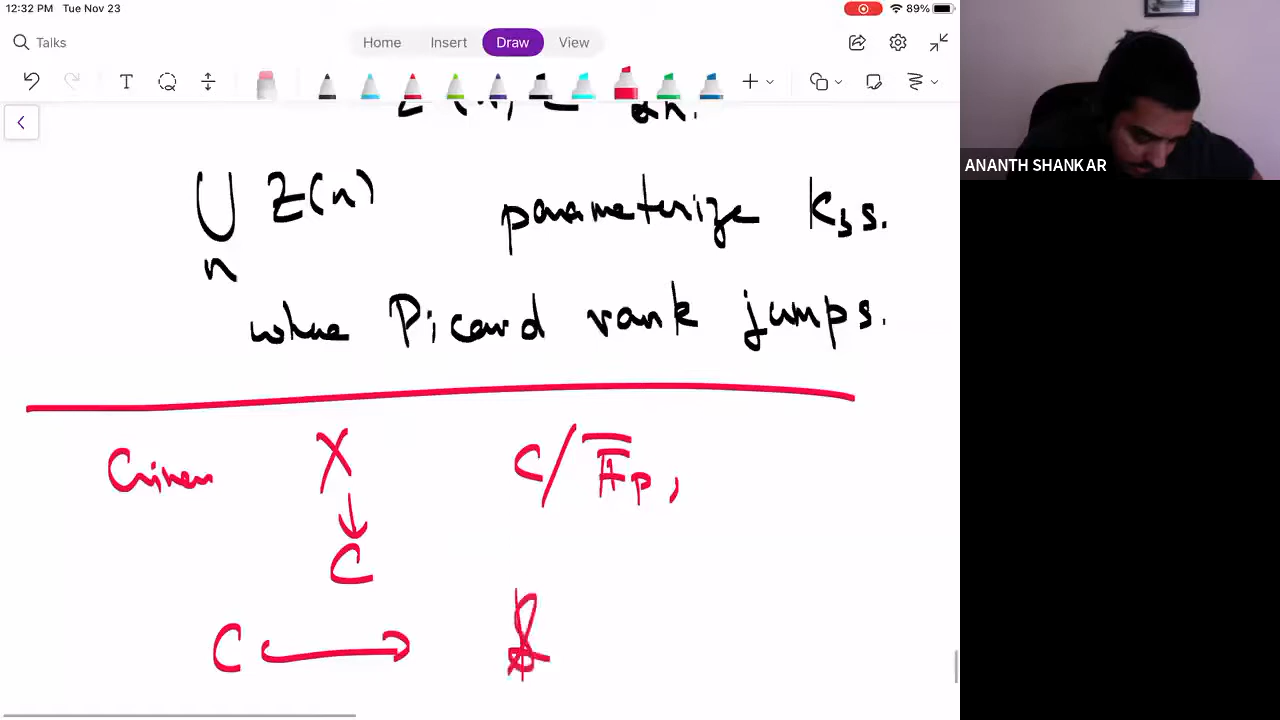 12:32 PM Tue Nov 23
89%
Talks
Home Insert Draw View
ANANTH SHANKAR
⋃ Z(n) parameterize K3s.
n
where Picard rank jumps.
Given X C/F̅p,
↓
C
C ↪